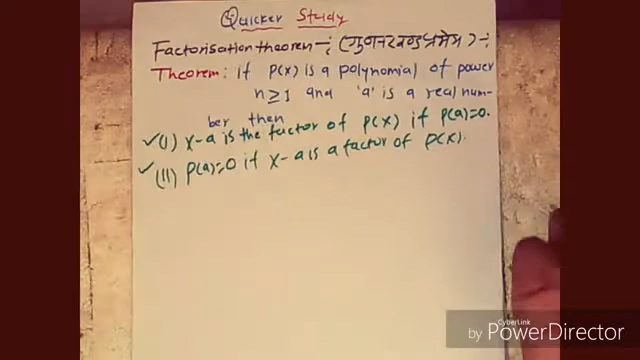 Quicker Study
Factorisation theorem :- (गुणनखण्ड प्रमेय) :-
Theorem: if P(x) is a polynomial of power
n ≥ 1 and 'a' is a real num-
ber then
✓(I) x-a is the factor of P(x) if P(a)=0.
✓(II) P(a)=0 if x-a is a factor of P(x).
CyberLink
by PowerDirector